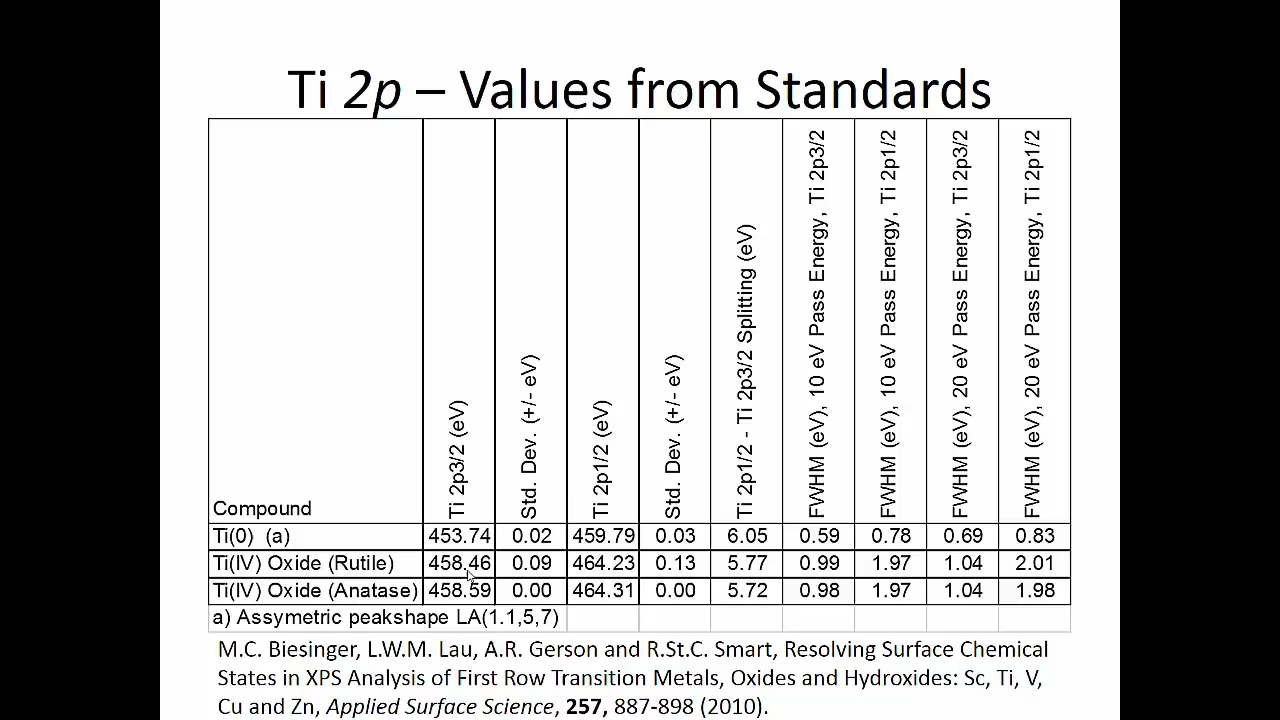 Ti 2p – Values from Standards
Compound
Ti 2p3/2 (eV)
Std. Dev. (+/- eV)
Ti 2p1/2 (eV)
Std. Dev. (+/- eV)
Ti 2p1/2 - Ti 2p3/2 Splitting (eV)
FWHM (eV), 10 eV Pass Energy, Ti 2p3/2
FWHM (eV), 10 eV Pass Energy, Ti 2p1/2
FWHM (eV), 20 eV Pass Energy, Ti 2p3/2
FWHM (eV), 20 eV Pass Energy, Ti 2p1/2
Ti(0) (a) 453.74 0.02 459.79 0.03 6.05 0.59 0.78 0.69 0.83
Ti(IV) Oxide (Rutile) 458.46 0.09 464.23 0.13 5.77 0.99 1.97 1.04 2.01
Ti(IV) Oxide (Anatase) 458.59 0.00 464.31 0.00 5.72 0.98 1.97 1.04 1.98
a) Assymetric peakshape LA(1.1,5,7)
M.C. Biesinger, L.W.M. Lau, A.R. Gerson and R.St.C. Smart, Resolving Surface Chemical
States in XPS Analysis of First Row Transition Metals, Oxides and Hydroxides: Sc, Ti, V,
Cu and Zn, Applied Surface Science, 257, 887-898 (2010).